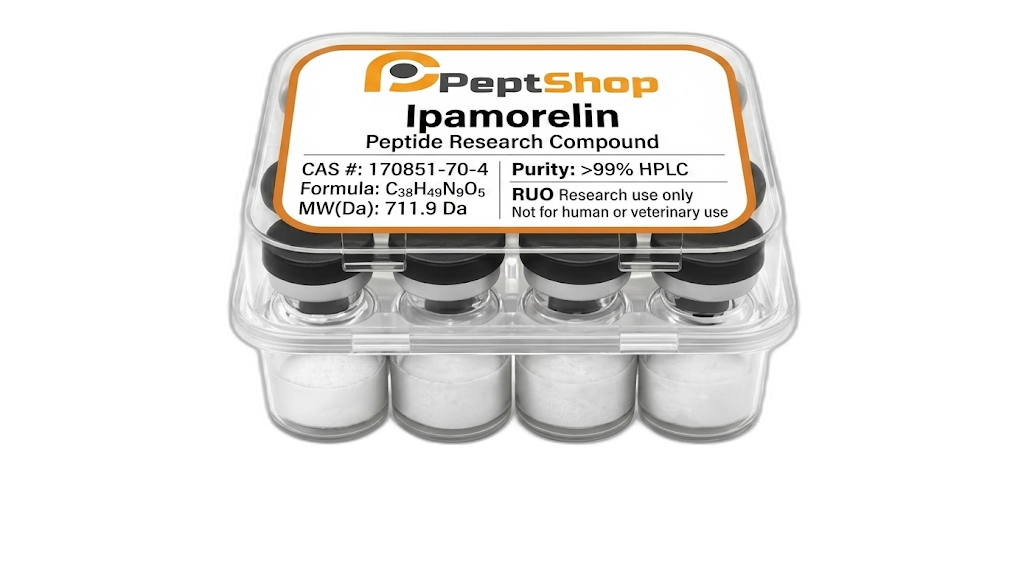 PeptShop
Ipamorelin
Peptide Research Compound
CAS #: 170851-70-4
Formula: C₃₈H₄₉N₉O₅
MW(Da): 711.9 Da
Purity: >99% HPLC
RUO Research use only
Not for human or veterinary use